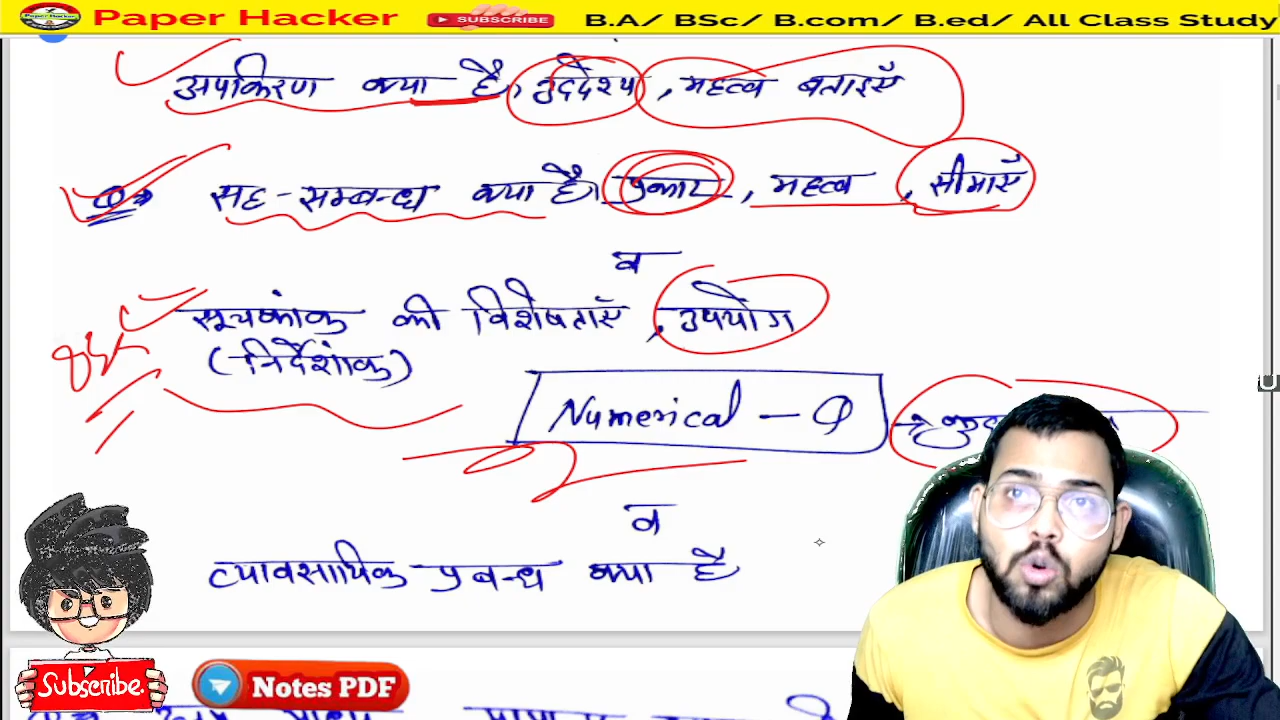 Paper Hacker
SUBSCRIBE
B.A/ BSc/ B.com/ B.ed/ All Class Study
अपकिरण क्या है, उद्देश्य, महत्व बताइएँ
Q→ सह-सम्बन्ध क्या है। प्रकार, महत्व, सीमाएँ
व
सूचकांक की विशेषताएँ, उपयोग
(निर्देशांक)
Numerical - Q
व
व्यावसायिक प्रबन्ध क्या है
Subscribe.
Notes PDF